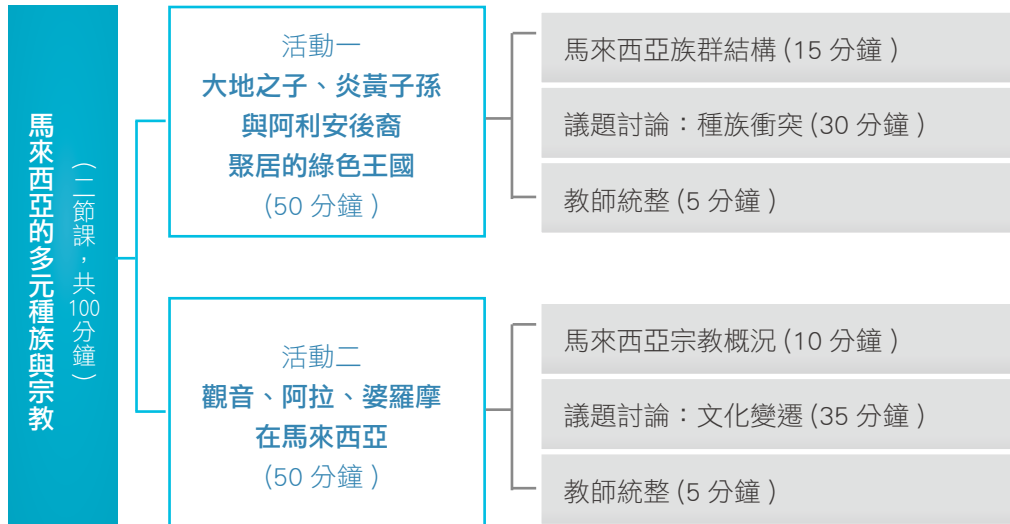 馬來西亞的多元種族與宗教
（二節課，共100分鐘）
活動一
大地之子、炎黃子孫
與阿利安後裔
聚居的綠色王國
(50 分鐘 )
馬來西亞族群結構 (15 分鐘 )
議題討論：種族衝突 (30 分鐘 )
教師統整 (5 分鐘 )
活動二
觀音、阿拉、婆羅摩
在馬來西亞
(50 分鐘 )
馬來西亞宗教概況 (10 分鐘 )
議題討論：文化變遷 (35 分鐘 )
教師統整 (5 分鐘 )